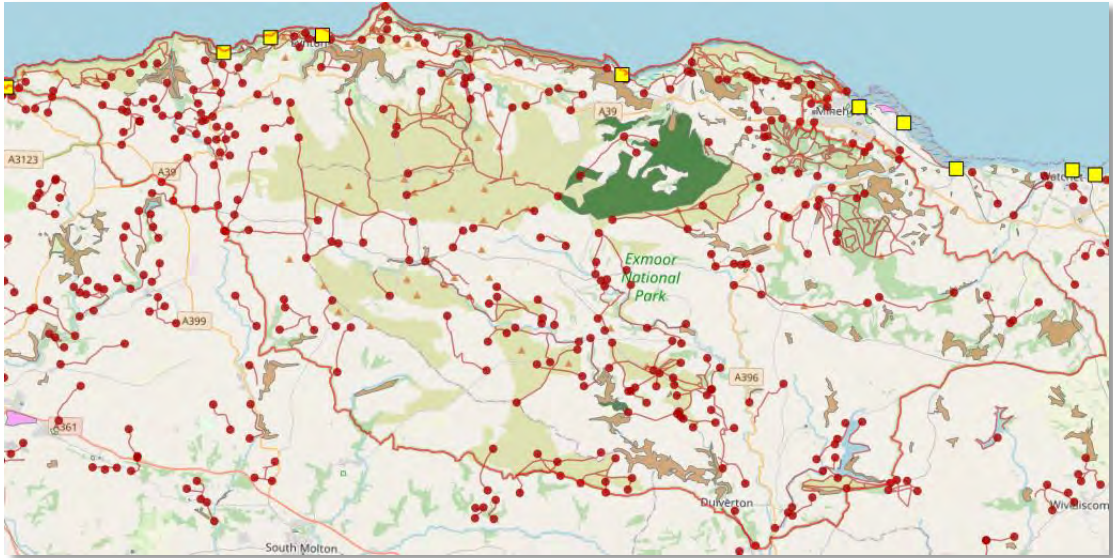 A39
A3123
A39
Exmoor
National
Park
A399
A396
A361
Dulverton
South Molton